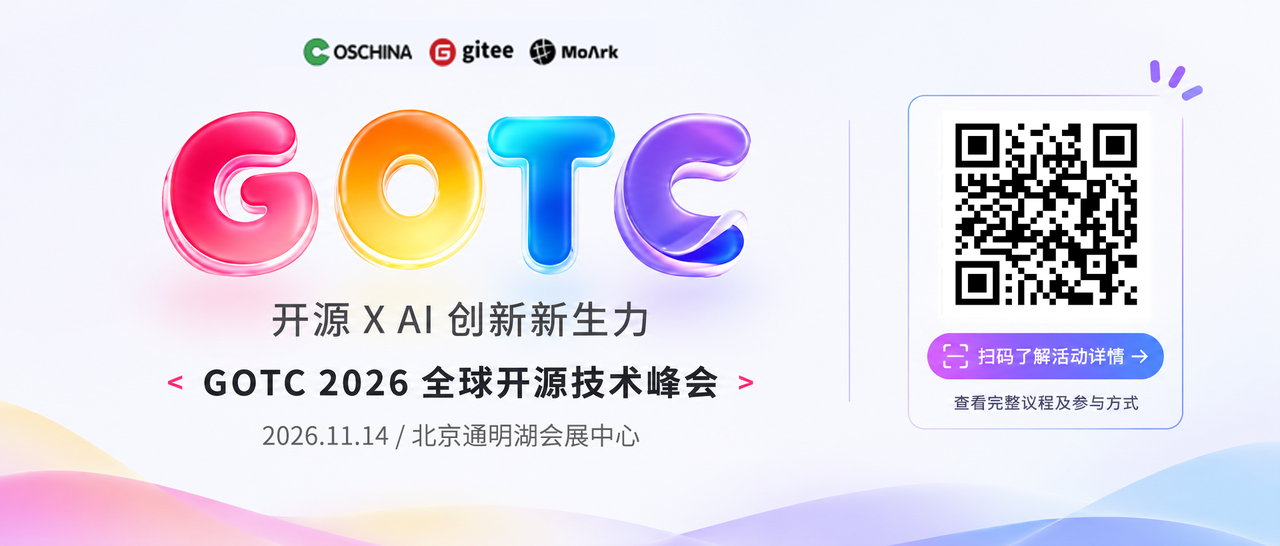 OSCHINA gitee MoArk
GOTC
开源 X AI 创新新生力
< GOTC 2026 全球开源技术峰会 >
2026.11.14 / 北京通明湖会展中心
扫码了解活动详情 →
查看完整议程及参与方式